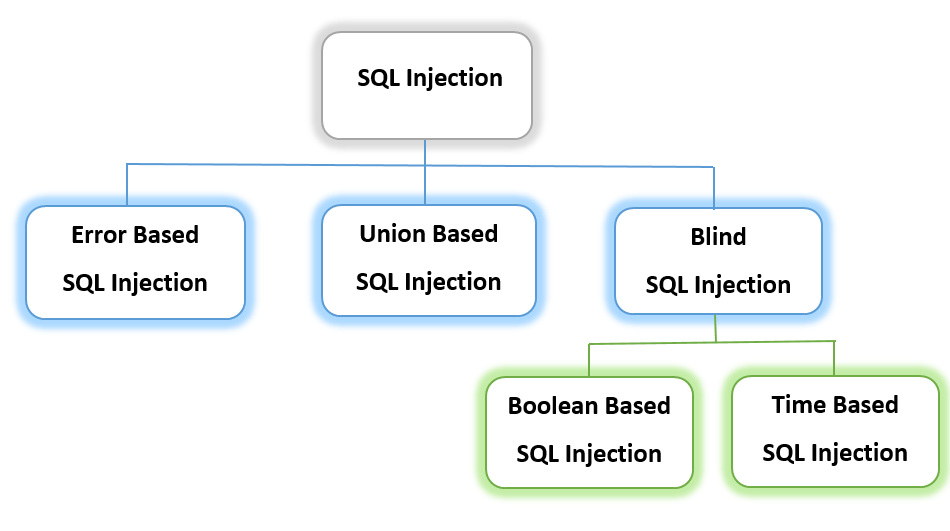 SQL Injection
Error Based
SQL Injection
Union Based
SQL Injection
Blind
SQL Injection
Boolean Based
SQL Injection
Time Based
SQL Injection